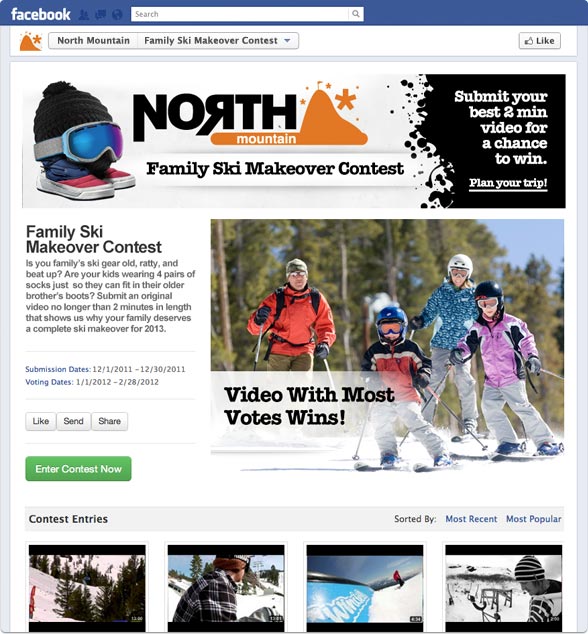 facebook
Search
North Mountain
Family Ski Makeover Contest
Like
NORTH
mountain
Family Ski Makeover Contest
Submit your
best 2 min
video for
a chance
to win.
Plan your trip!
Family Ski
Makeover Contest
Is you family's ski gear old, ratty, and
beat up? Are your kids wearing 4 pairs of
socks just so they can fit in their older
brother's boots? Submit an original
video no longer than 2 minutes in length
that shows us why your family deserves
a complete ski makeover for 2013.
Submission Dates: 12/1/2011 -12/30/2011
Voting Dates: 1/1/2012 - 2/28/2012
Like Send Share
Enter Contest Now
Video With Most
Votes Wins!
Contest Entries
Sorted By: Most Recent Most Popular
13:00
4:34
2:00